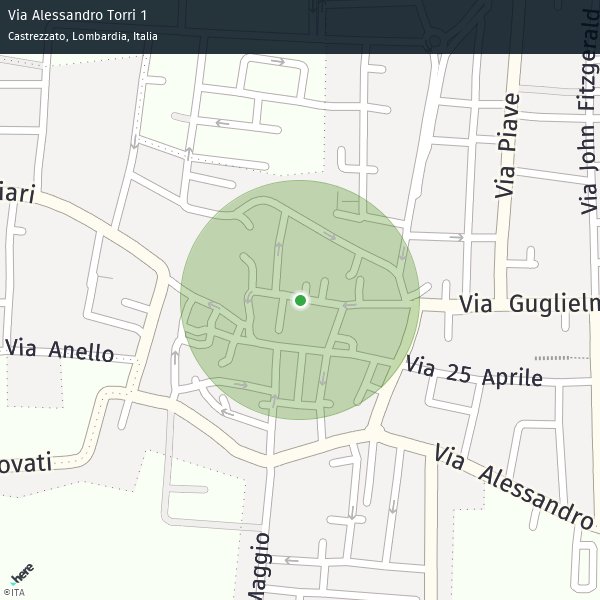 Via Alessandro Torri 1
Castrezzato, Lombardia, Italia
Via Piave
Via John Fitzgerald
iari
Via Guglielm
Via Anello
Via 25 Aprile
ovati
Via Alessandro
Maggio
here
©ITA